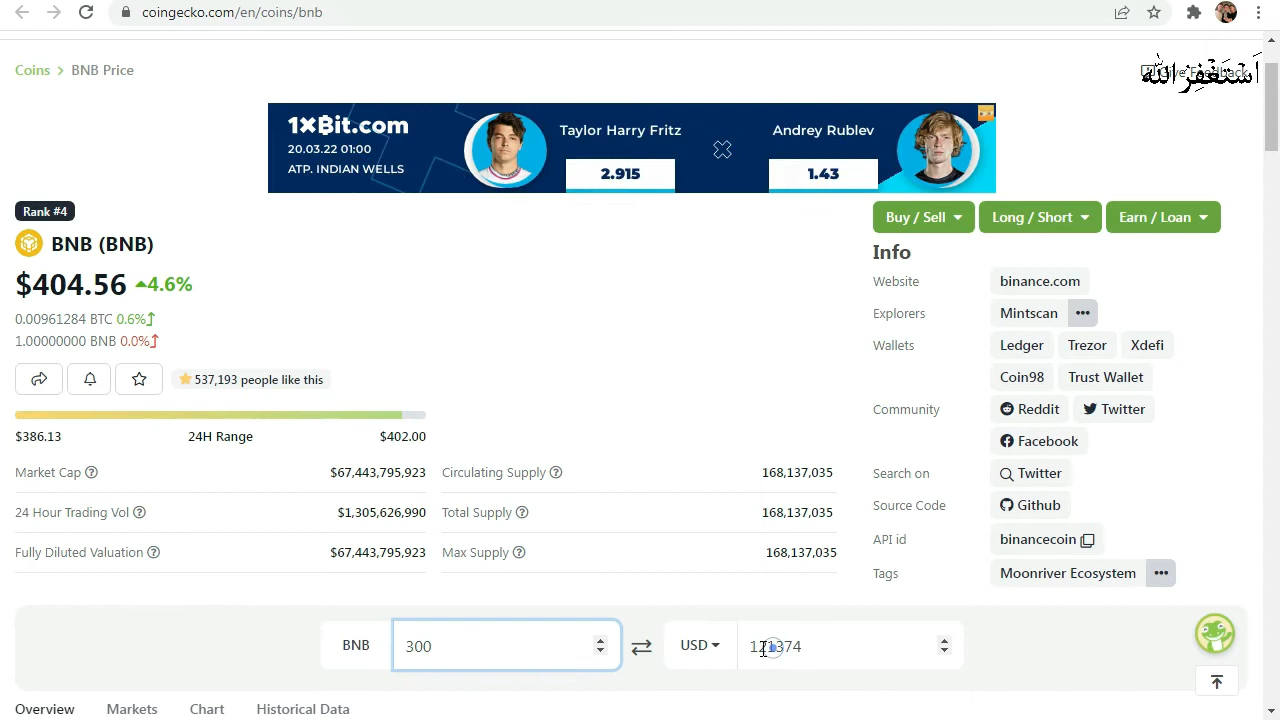 coingecko.com/en/coins/bnb
Coins > BNB Price
Give Feedback
اَسْتَغْفِرُ اللّٰه
1XBit.com
20.03.22 01:00
ATP. INDIAN WELLS
Taylor Harry Fritz
2.915
Andrey Rublev
1.43
Rank #4
BNB (BNB)
$404.56 4.6%
0.00961284 BTC 0.6%
1.00000000 BNB 0.0%
537,193 people like this
$386.13 24H Range $402.00
Market Cap $67,443,795,923
24 Hour Trading Vol $1,305,626,990
Fully Diluted Valuation $67,443,795,923
Circulating Supply 168,137,035
Total Supply 168,137,035
Max Supply 168,137,035
Buy / Sell Long / Short Earn / Loan
Info
Website binance.com
Explorers Mintscan •••
Wallets Ledger Trezor Xdefi
Coin98 Trust Wallet
Community Reddit Twitter
Facebook
Search on Twitter
Source Code Github
API id binancecoin
Tags Moonriver Ecosystem •••
BNB 300 USD 121374
Overview Markets Chart Historical Data